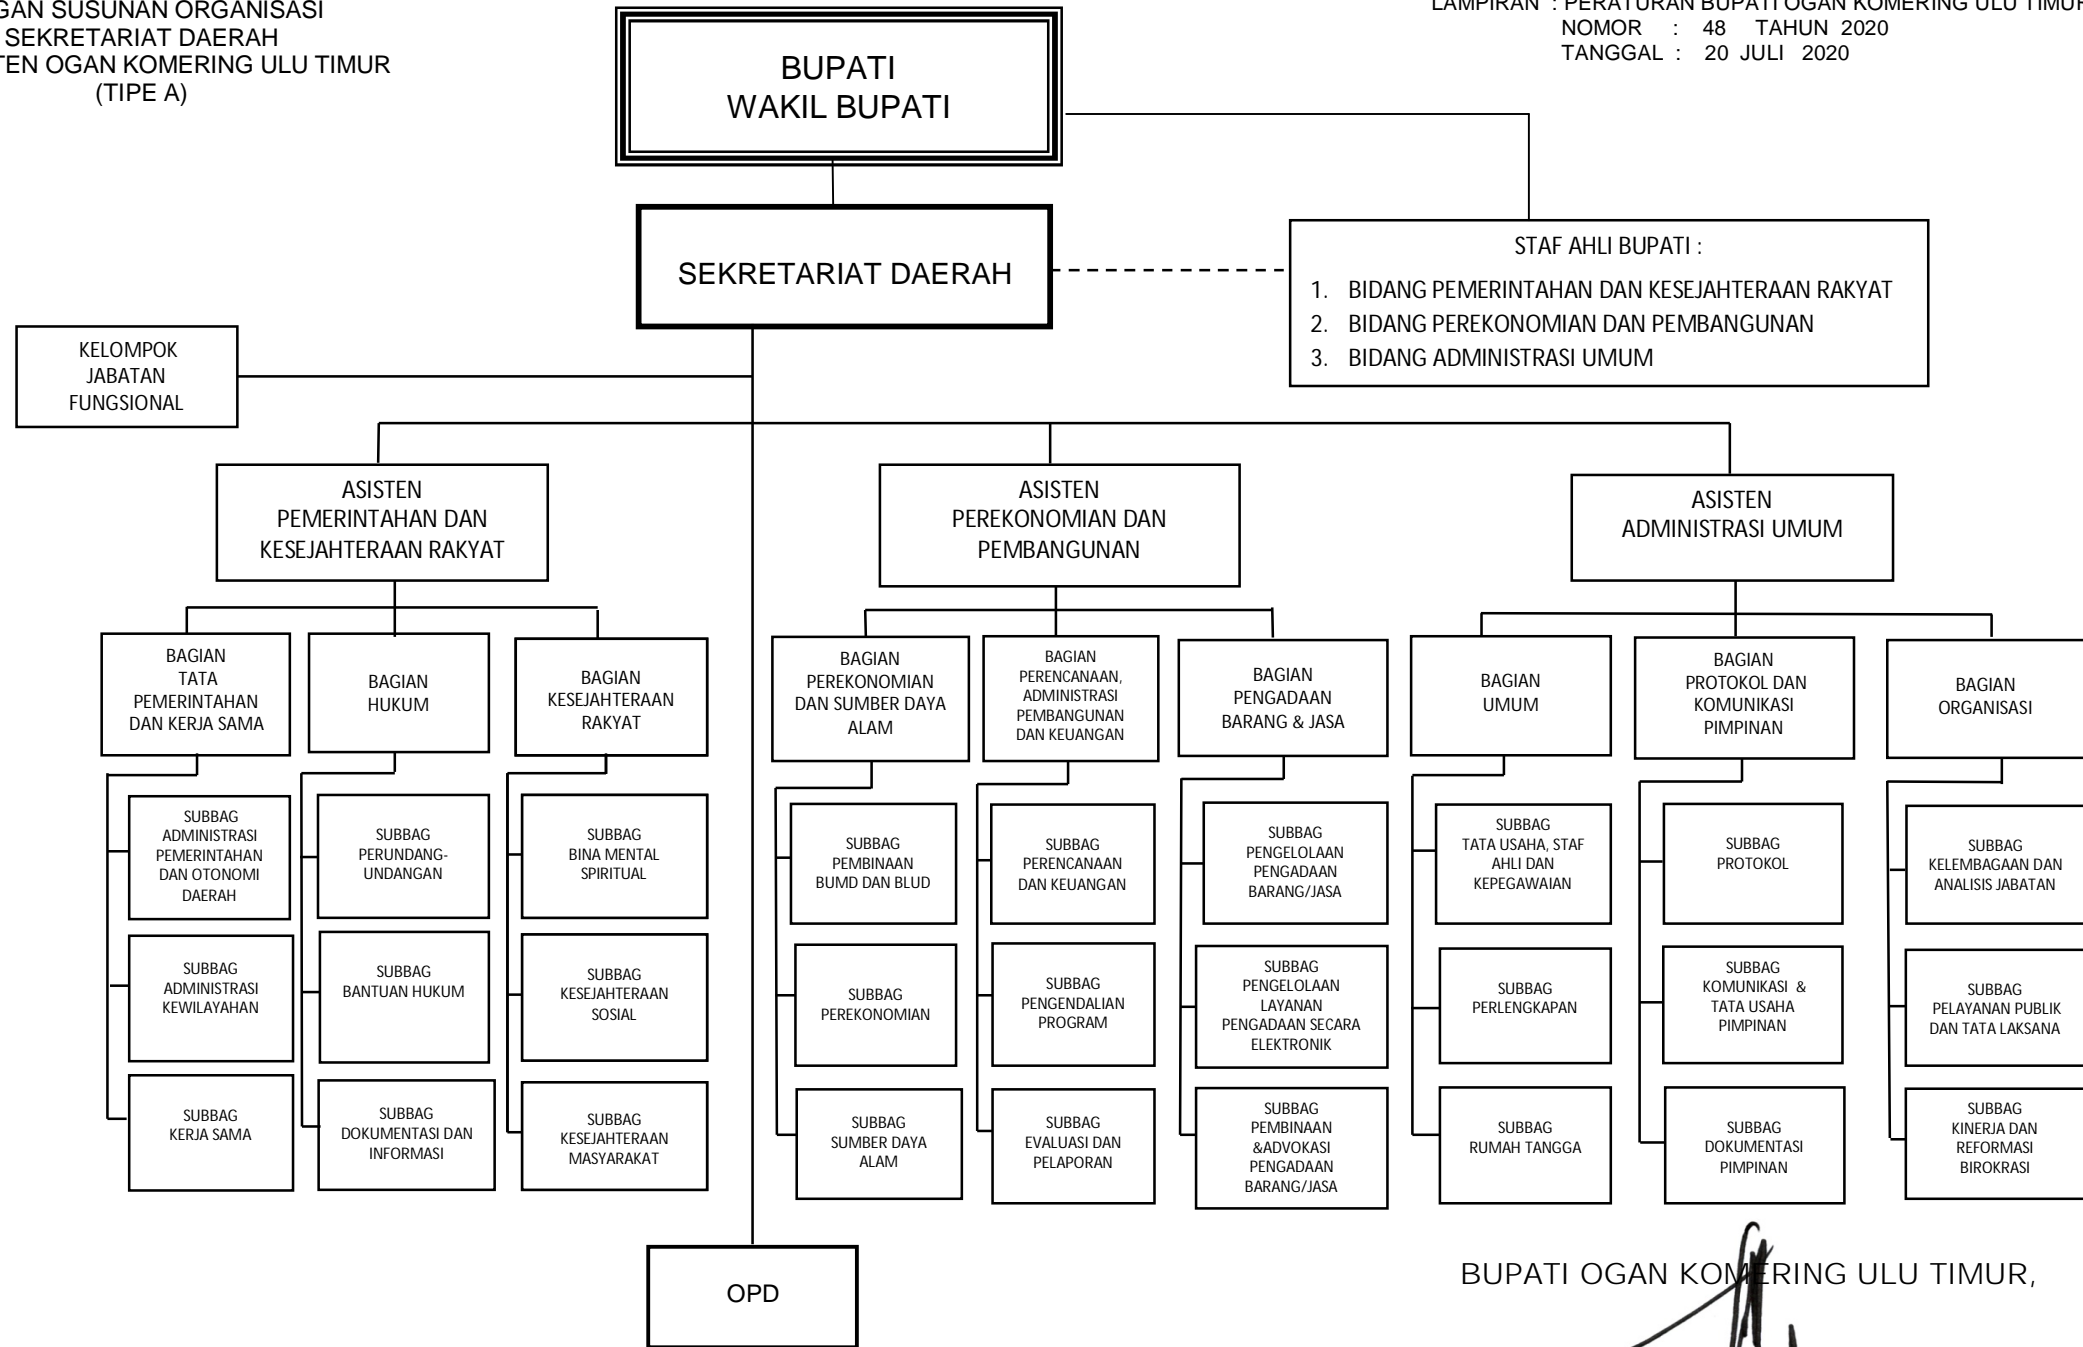 GAN SUSUNAN ORGANISASI
SEKRETARIAT DAERAH
TEN OGAN KOMERING ULU TIMUR
(TIPE A)
LAMPIRAN : PERATURAN BUPATI OGAN KOMERING ULU TIMUR
NOMOR : 48 TAHUN 2020
TANGGAL : 20 JULI 2020
BUPATI
WAKIL BUPATI
SEKRETARIAT DAERAH
STAF AHLI BUPATI :
1. BIDANG PEMERINTAHAN DAN KESEJAHTERAAN RAKYAT
2. BIDANG PEREKONOMIAN DAN PEMBANGUNAN
3. BIDANG ADMINISTRASI UMUM
KELOMPOK
JABATAN
FUNGSIONAL
ASISTEN
PEMERINTAHAN DAN
KESEJAHTERAAN RAKYAT
ASISTEN
PEREKONOMIAN DAN
PEMBANGUNAN
ASISTEN
ADMINISTRASI UMUM
BAGIAN
TATA
PEMERINTAHAN
DAN KERJA SAMA
BAGIAN
HUKUM
BAGIAN
KESEJAHTERAAN
RAKYAT
BAGIAN
PEREKONOMIAN
DAN SUMBER DAYA
ALAM
BAGIAN
PERENCANAAN,
ADMINISTRASI
PEMBANGUNAN
DAN KEUANGAN
BAGIAN
PENGADAAN
BARANG & JASA
BAGIAN
UMUM
BAGIAN
PROTOKOL DAN
KOMUNIKASI
PIMPINAN
BAGIAN
ORGANISASI
SUBBAG
ADMINISTRASI
PEMERINTAHAN
DAN OTONOMI
DAERAH
SUBBAG
PERUNDANG-
UNDANGAN
SUBBAG
BINA MENTAL
SPIRITUAL
SUBBAG
PEMBINAAN
BUMD DAN BLUD
SUBBAG
PERENCANAAN
DAN KEUANGAN
SUBBAG
PENGELOLAAN
PENGADAAN
BARANG/JASA
SUBBAG
TATA USAHA, STAF
AHLI DAN
KEPEGAWAIAN
SUBBAG
PROTOKOL
SUBBAG
KELEMBAGAAN DAN
ANALISIS JABATAN
SUBBAG
ADMINISTRASI
KEWILAYAHAN
SUBBAG
BANTUAN HUKUM
SUBBAG
KESEJAHTERAAN
SOSIAL
SUBBAG
PEREKONOMIAN
SUBBAG
PENGENDALIAN
PROGRAM
SUBBAG
PENGELOLAAN
LAYANAN
PENGADAAN SECARA
ELEKTRONIK
SUBBAG
PERLENGKAPAN
SUBBAG
KOMUNIKASI &
TATA USAHA
PIMPINAN
SUBBAG
PELAYANAN PUBLIK
DAN TATA LAKSANA
SUBBAG
KERJA SAMA
SUBBAG
DOKUMENTASI DAN
INFORMASI
SUBBAG
KESEJAHTERAAN
MASYARAKAT
SUBBAG
SUMBER DAYA
ALAM
SUBBAG
EVALUASI DAN
PELAPORAN
SUBBAG
PEMBINAAN
&ADVOKASI
PENGADAAN
BARANG/JASA
SUBBAG
RUMAH TANGGA
SUBBAG
DOKUMENTASI
PIMPINAN
SUBBAG
KINERJA DAN
REFORMASI
BIROKRASI
OPD
BUPATI OGAN KOMERING ULU TIMUR,